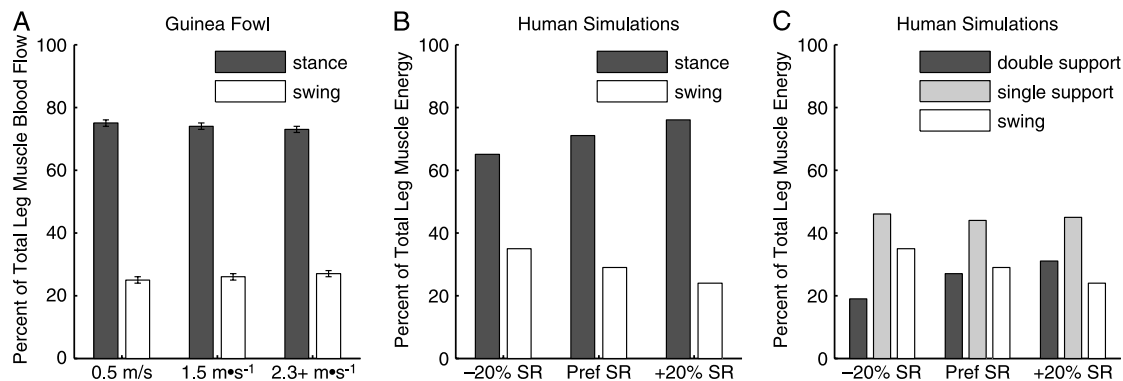 A
Guinea Fowl
Percent of Total Leg Muscle Blood Flow
100
80
60
40
20
0
stance
swing
0.5 m/s
1.5 m•s⁻¹
2.3+ m•s⁻¹
B
Human Simulations
Percent of Total Leg Muscle Energy
100
80
60
40
20
0
stance
swing
−20% SR
Pref SR
+20% SR
C
Human Simulations
Percent of Total Leg Muscle Energy
100
80
60
40
20
0
double support
single support
swing
−20% SR
Pref SR
+20% SR